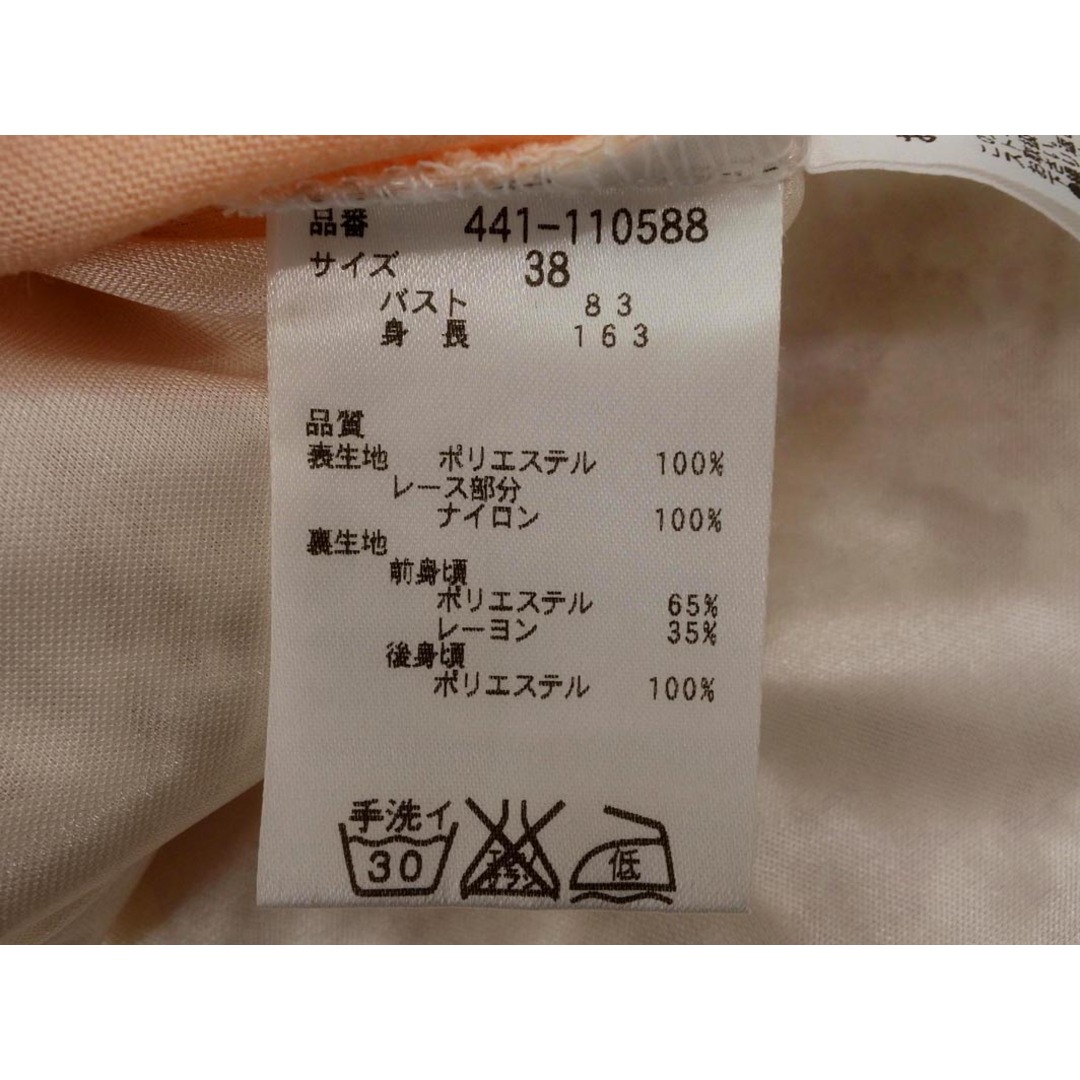 品番 441-110588
サイズ 38
バスト 83
身長 163
品質
表生地 ポリエステル 100%
レース部分
ナイロン 100%
裏生地
前身頃
ポリエステル 65%
レーヨン 35%
後身頃
ポリエステル 100%
手洗イ
30
低